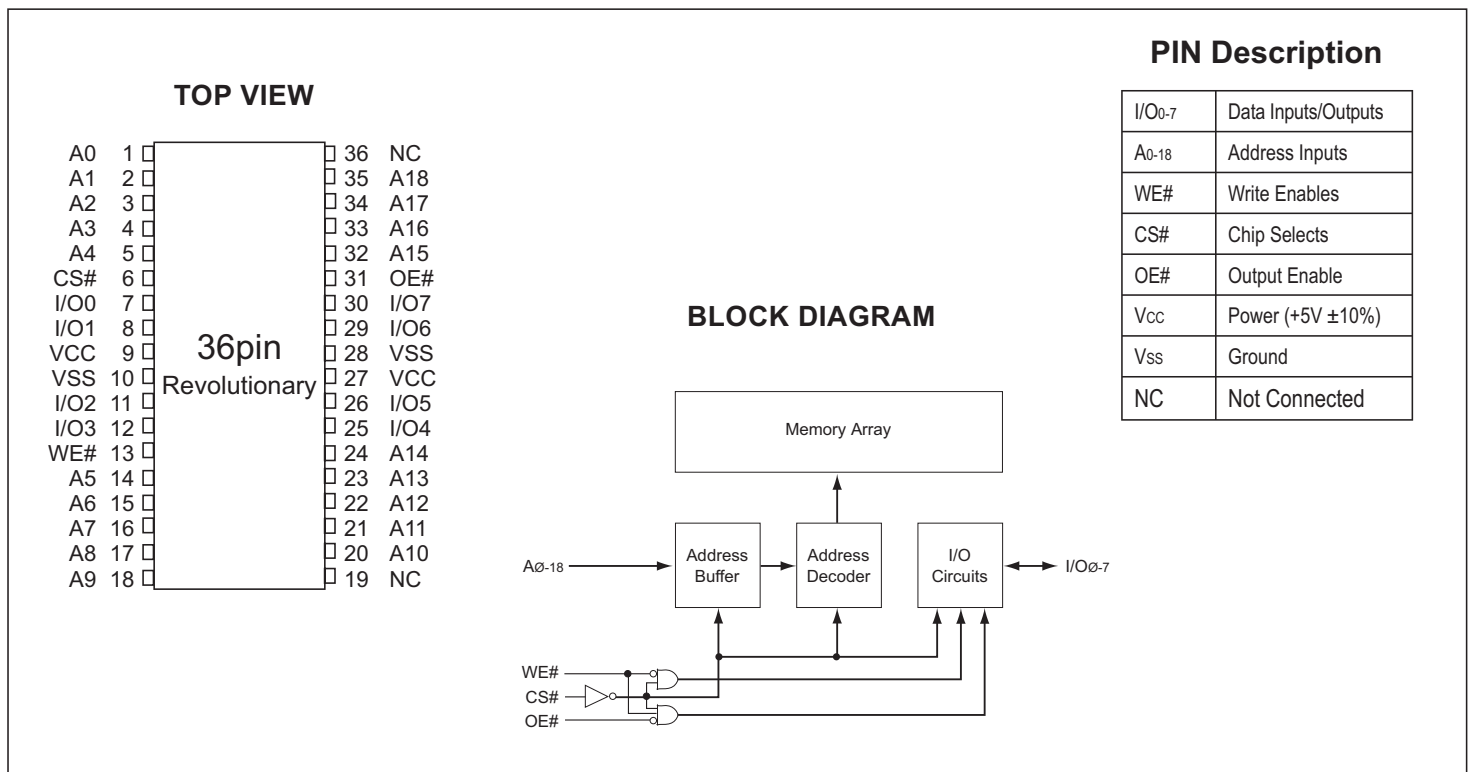 TOP VIEW
A0 1
A1 2
A2 3
A3 4
A4 5
CS# 6
I/O0 7
I/O1 8
VCC 9
VSS 10
I/O2 11
I/O3 12
WE# 13
A5 14
A6 15
A7 16
A8 17
A9 18
36pin
Revolutionary
36 NC
35 A18
34 A17
33 A16
32 A15
31 OE#
30 I/O7
29 I/O6
28 VSS
27 VCC
26 I/O5
25 I/O4
24 A14
23 A13
22 A12
21 A11
20 A10
19 NC
BLOCK DIAGRAM
Memory Array
AØ-18
Address
Buffer
Address
Decoder
I/O
Circuits
I/OØ-7
WE#
CS#
OE#
PIN Description
I/O0-7 Data Inputs/Outputs
A0-18 Address Inputs
WE# Write Enables
CS# Chip Selects
OE# Output Enable
VCC Power (+5V ±10%)
VSS Ground
NC Not Connected